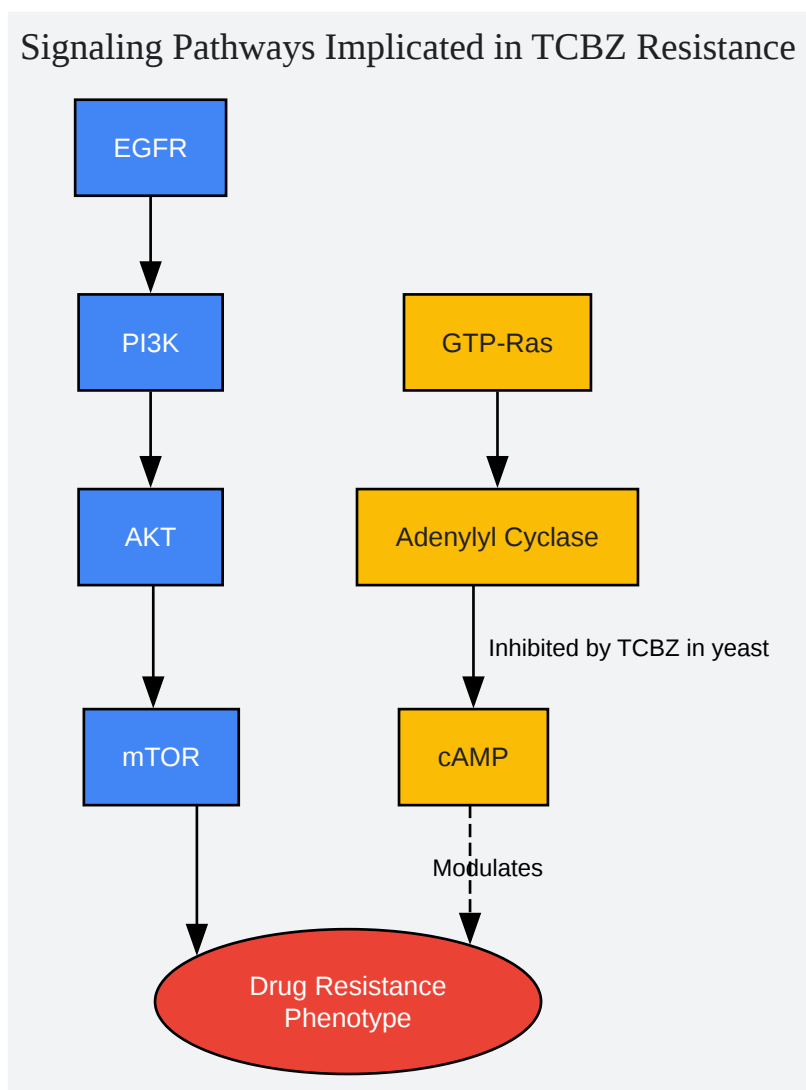 Signaling Pathways Implicated in TCBZ Resistance
EGFR
PI3K
GTP-Ras
AKT
Adenylyl Cyclase
Inhibited by TCBZ in yeast
mTOR
cAMP
Modulates
Drug Resistance
Phenotype